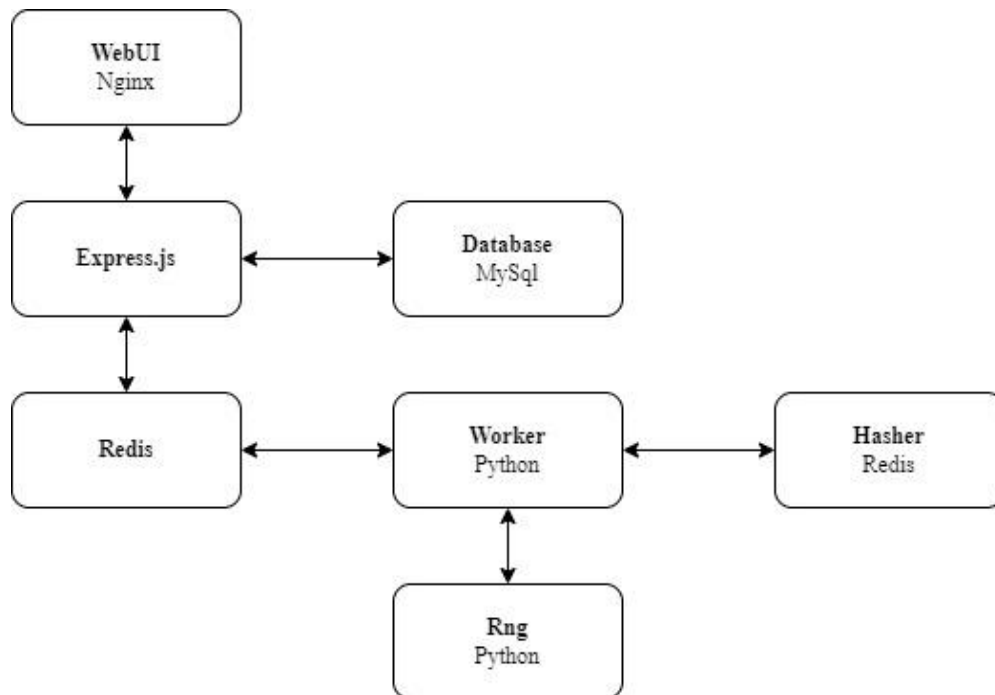 WebUI
Nginx
Express.js
Database
MySql
Redis
Worker
Python
Hasher
Redis
Rng
Python